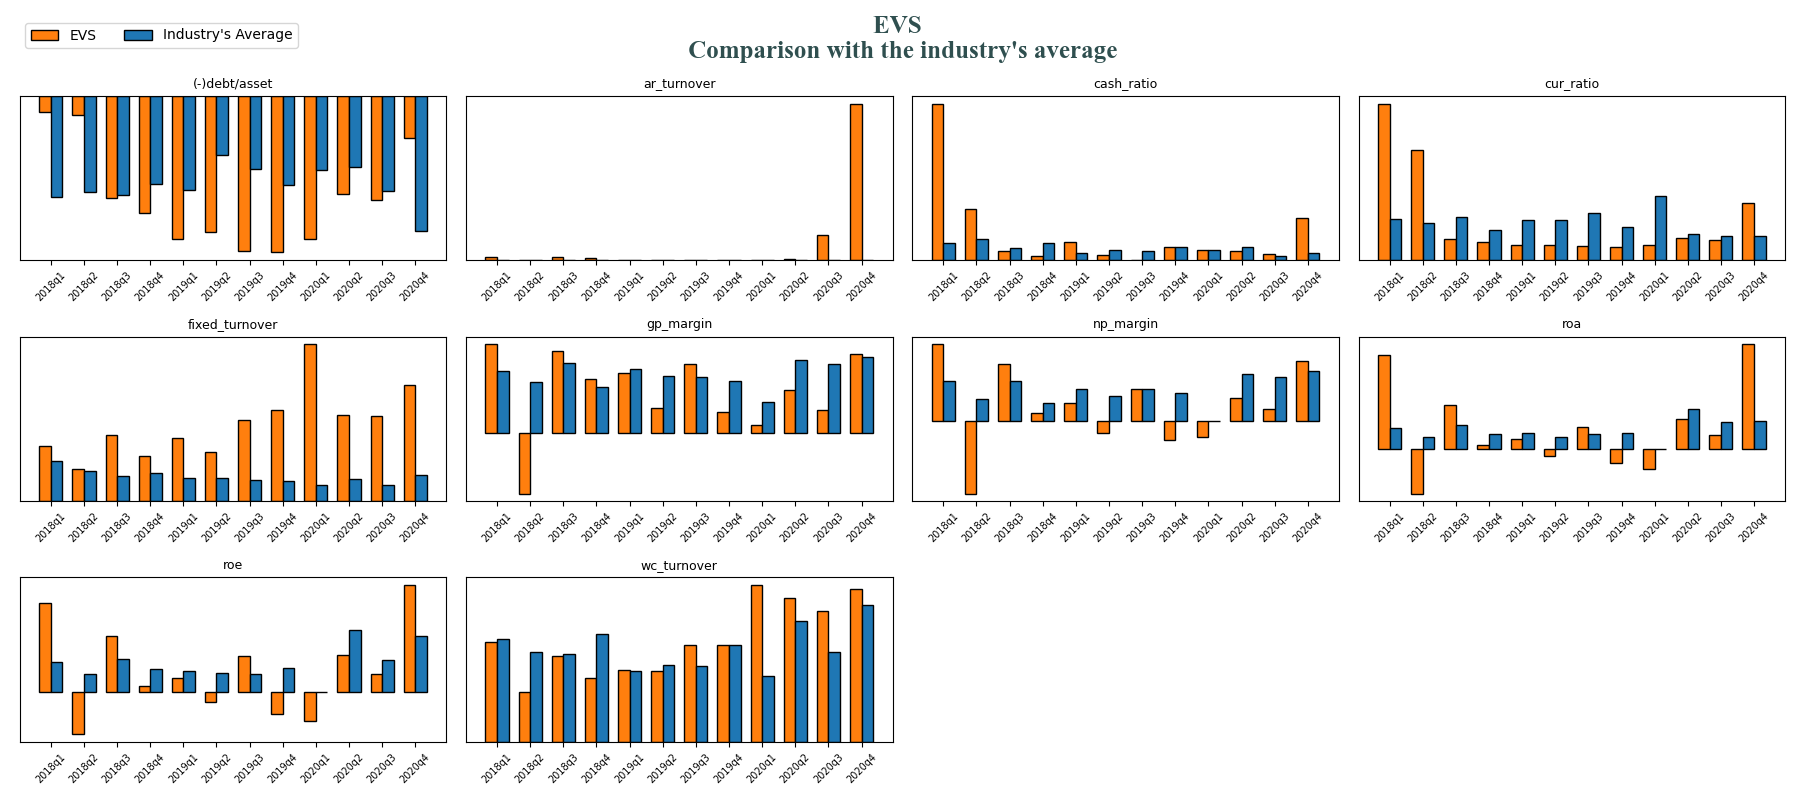 EVS
Comparison with the industry's average
EVS
Industry's Average
(-)debt/asset
2018q1 2018q2 2018q3 2018q4 2019q1 2019q2 2019q3 2019q4 2020q1 2020q2 2020q3 2020q4
ar_turnover
2018q1 2018q2 2018q3 2018q4 2019q1 2019q2 2019q3 2019q4 2020q1 2020q2 2020q3 2020q4
cash_ratio
2018q1 2018q2 2018q3 2018q4 2019q1 2019q2 2019q3 2019q4 2020q1 2020q2 2020q3 2020q4
cur_ratio
2018q1 2018q2 2018q3 2018q4 2019q1 2019q2 2019q3 2019q4 2020q1 2020q2 2020q3 2020q4
fixed_turnover
2018q1 2018q2 2018q3 2018q4 2019q1 2019q2 2019q3 2019q4 2020q1 2020q2 2020q3 2020q4
gp_margin
2018q1 2018q2 2018q3 2018q4 2019q1 2019q2 2019q3 2019q4 2020q1 2020q2 2020q3 2020q4
np_margin
2018q1 2018q2 2018q3 2018q4 2019q1 2019q2 2019q3 2019q4 2020q1 2020q2 2020q3 2020q4
roa
2018q1 2018q2 2018q3 2018q4 2019q1 2019q2 2019q3 2019q4 2020q1 2020q2 2020q3 2020q4
roe
2018q1 2018q2 2018q3 2018q4 2019q1 2019q2 2019q3 2019q4 2020q1 2020q2 2020q3 2020q4
wc_turnover
2018q1 2018q2 2018q3 2018q4 2019q1 2019q2 2019q3 2019q4 2020q1 2020q2 2020q3 2020q4